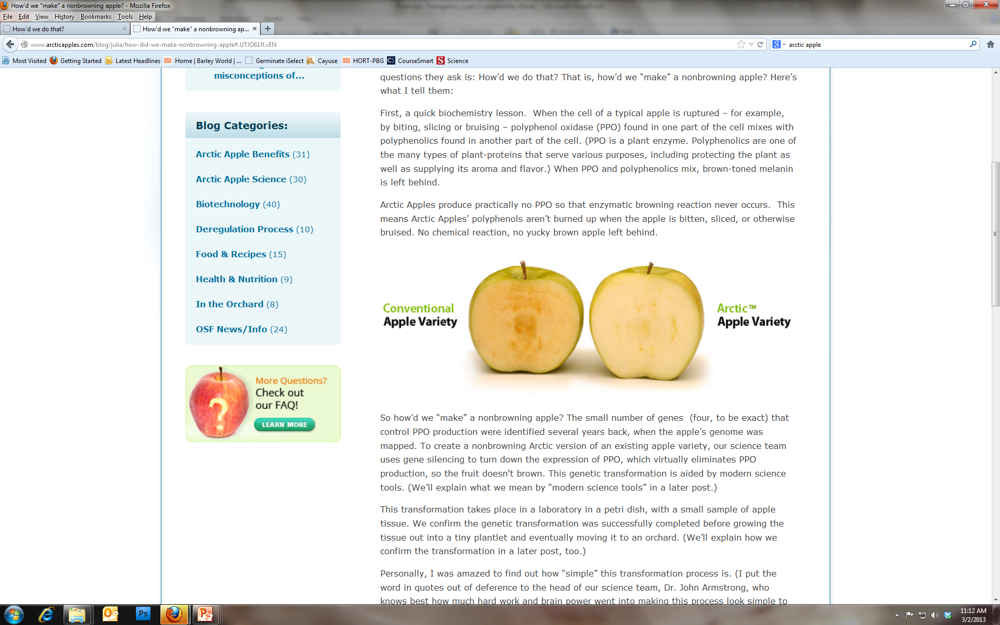 How'd we “make” a nonbrowning apple? - Mozilla Firefox
File Edit View History Bookmarks Tools Help
How'd we do that?
How'd we “make” a nonbrowning ap...
www.arcticapples.com/blog/julia/how-did-we-make-nonbrowning-apple#.UTJO61fLvEN
arctic apple
Most Visited Getting Started Latest Headlines OSU Home | Barley World | ... Germinate iSelect Cayuse OSU HORT-PBG CS CourseSmart S Science
misconceptions of...
Blog Categories:
Arctic Apple Benefits (31)
Arctic Apple Science (30)
Biotechnology (40)
Deregulation Process (10)
Food & Recipes (15)
Health & Nutrition (9)
In the Orchard (8)
OSF News/Info (24)
More Questions?
Check out
our FAQ!
LEARN MORE
questions they ask is: How’d we do that? That is, how’d we “make” a nonbrowning apple? Here’s
what I tell them:
First, a quick biochemistry lesson.  When the cell of a typical apple is ruptured – for example,
by biting, slicing or bruising – polyphenol oxidase (PPO) found in one part of the cell mixes with
polyphenolics found in another part of the cell. (PPO is a plant enzyme. Polyphenolics are one of
the many types of plant-proteins that serve various purposes, including protecting the plant as
well as supplying its aroma and flavor.) When PPO and polyphenolics mix, brown-toned melanin
is left behind.
Arctic Apples produce practically no PPO so that enzymatic browning reaction never occurs.  This
means Arctic Apples’ polyphenols aren’t burned up when the apple is bitten, sliced, or otherwise
bruised. No chemical reaction, no yucky brown apple left behind.
Conventional
Apple Variety
Arctic™
Apple Variety
So how’d we “make” a nonbrowning apple? The small number of genes  (four, to be exact) that
control PPO production were identified several years back, when the apple’s genome was
mapped. To create a nonbrowning Arctic version of an existing apple variety, our science team
uses gene silencing to turn down the expression of PPO, which virtually eliminates PPO
production, so the fruit doesn't brown. This genetic transformation is aided by modern science
tools. (We’ll explain what we mean by “modern science tools” in a later post.)
This transformation takes place in a laboratory in a petri dish, with a small sample of apple
tissue. We confirm the genetic transformation was successfully completed before growing the
tissue out into a tiny plantlet and eventually moving it to an orchard. (We’ll explain how we
confirm the transformation in a later post, too.)
Personally, I was amazed to find out how “simple” this transformation process is. (I put the
word in quotes out of deference to the head of our science team, Dr. John Armstrong, who
knows best how much hard work and brain power went into making this process look simple to
Ps
11:12 AM
3/2/2013